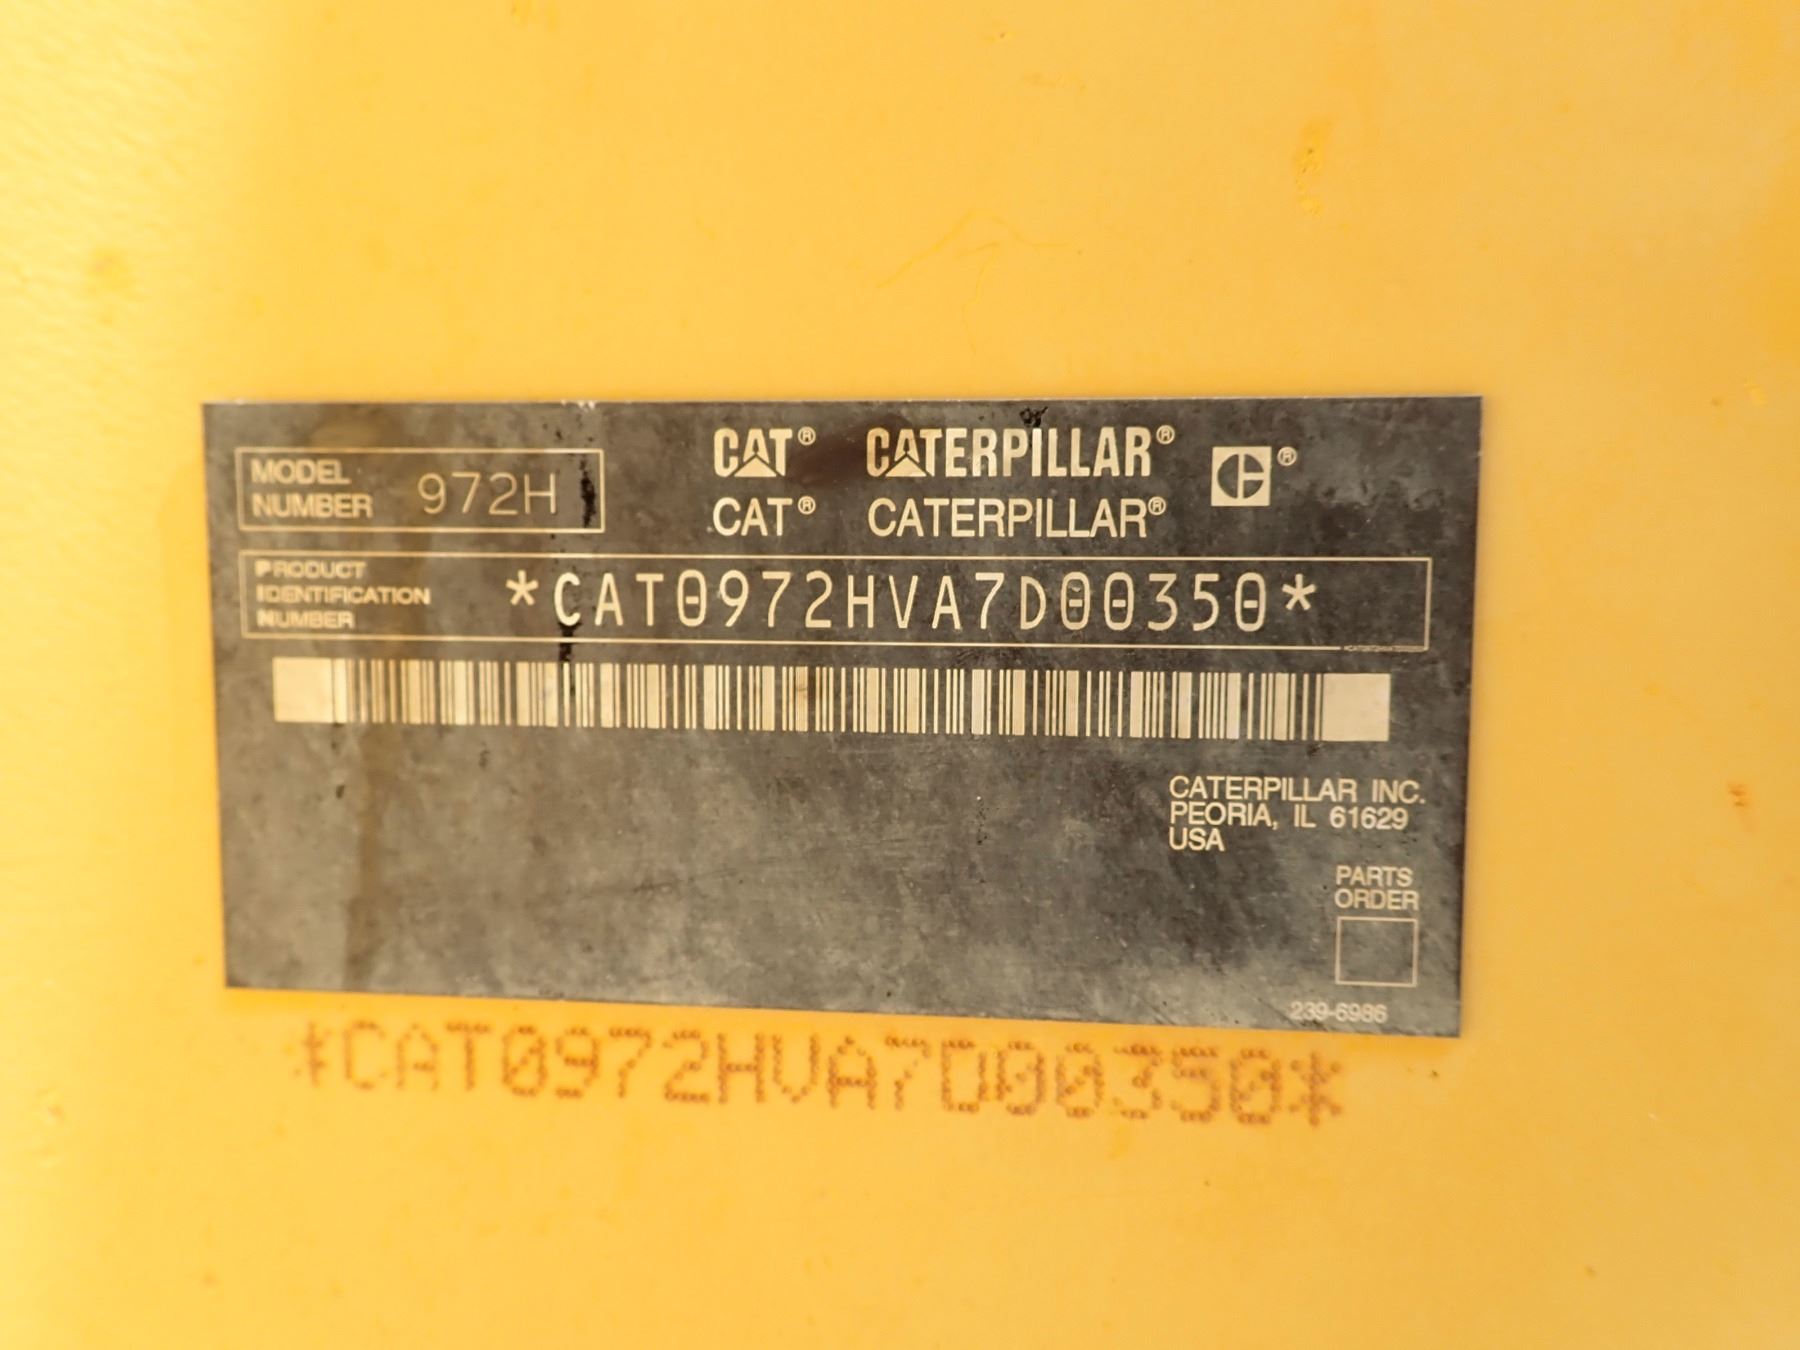 MODEL NUMBER 972H
CAT® CATERPILLAR® ®
CAT® CATERPILLAR®
PRODUCT
IDENTIFICATION
NUMBER
*CAT0972HVA7D00350*
CATERPILLAR INC.
PEORIA, IL 61629
USA
PARTS
ORDER
239-6986
*CAT0972HVA7D00350*